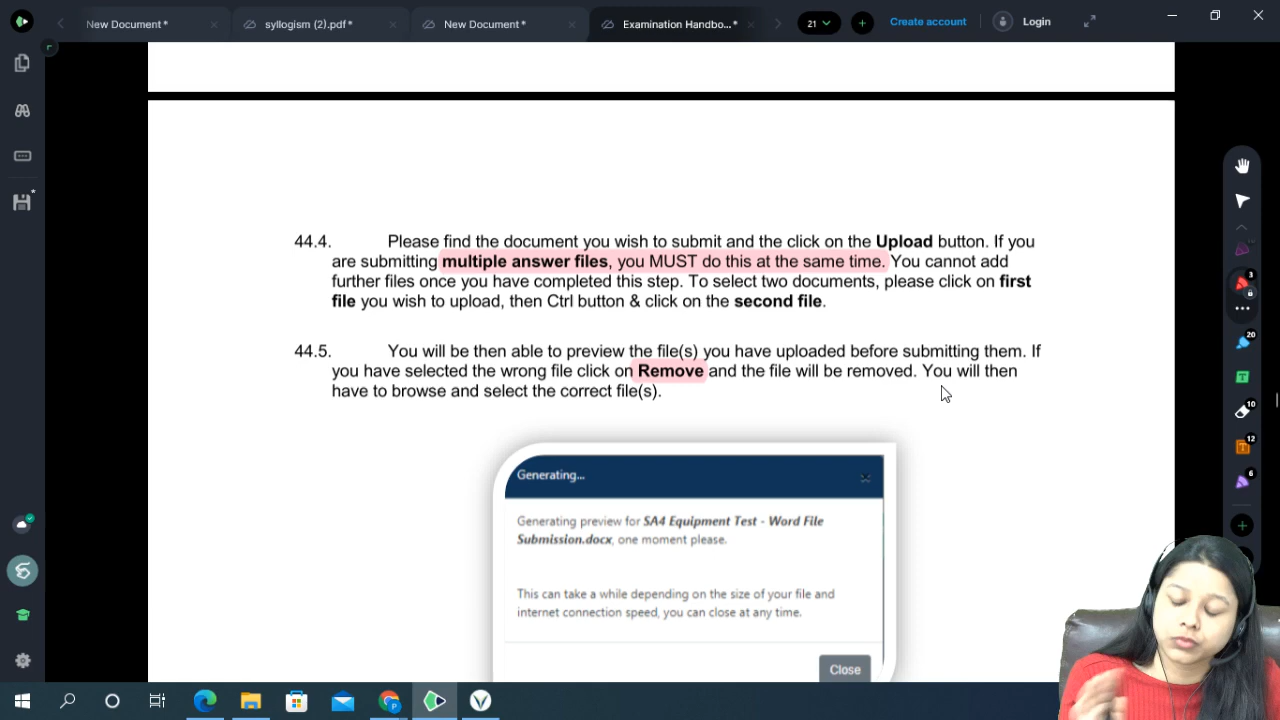 New Document*
syllogism (2).pdf*
New Document*
Examination Handbo...*
21
Create account
Login
44.4. Please find the document you wish to submit and the click on the Upload button. If you
are submitting multiple answer files, you MUST do this at the same time. You cannot add
further files once you have completed this step. To select two documents, please click on first
file you wish to upload, then Ctrl button & click on the second file.
44.5. You will be then able to preview the file(s) you have uploaded before submitting them. If
you have selected the wrong file click on Remove and the file will be removed. You will then
have to browse and select the correct file(s).
Generating...
Generating preview for SA4 Equipment Test - Word File
Submission.docx, one moment please.
This can take a while depending on the size of your file and
internet connection speed, you can close at any time.
Close
3
20
10
12
6